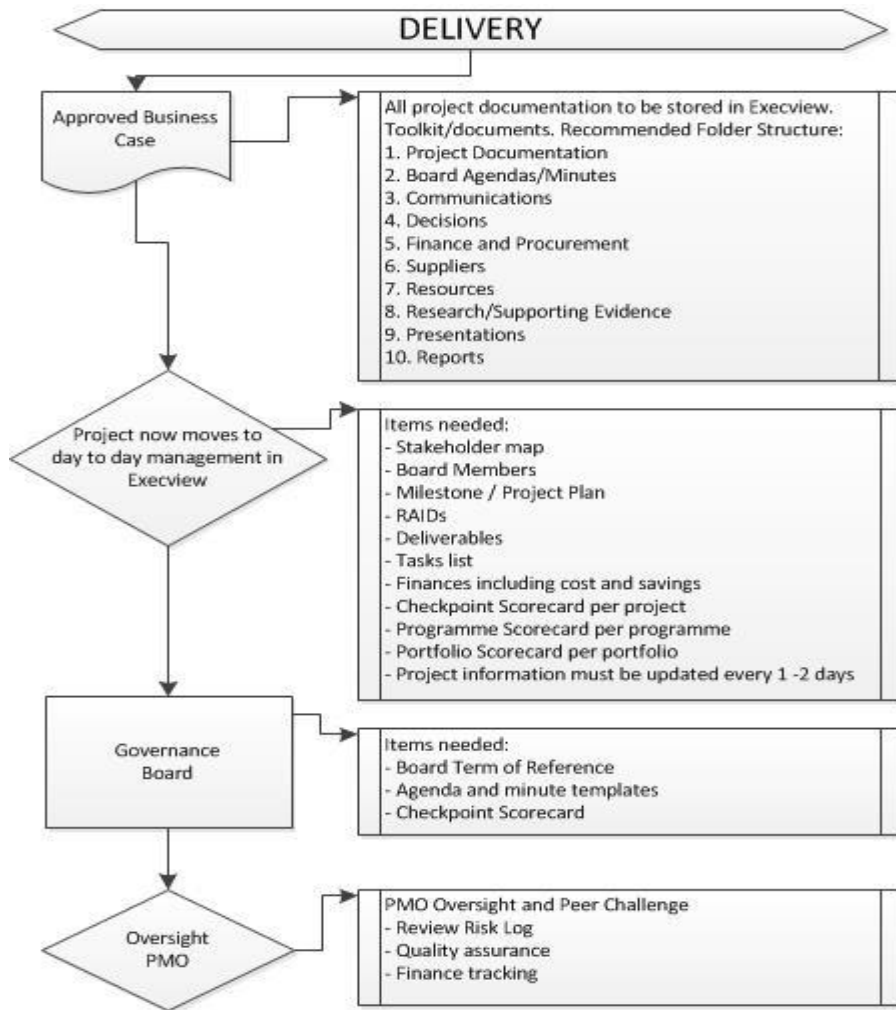 DELIVERY
Approved Business
Case
All project documentation to be stored in Execview.
Toolkit/documents. Recommended Folder Structure:
1. Project Documentation
2. Board Agendas/Minutes
3. Communications
4. Decisions
5. Finance and Procurement
6. Suppliers
7. Resources
8. Research/Supporting Evidence
9. Presentations
10. Reports
Project now moves to
day to day management in
Execview
Items needed:
- Stakeholder map
- Board Members
- Milestone / Project Plan
- RAIDs
- Deliverables
- Tasks list
- Finances including cost and savings
- Checkpoint Scorecard per project
- Programme Scorecard per programme
- Portfolio Scorecard per portfolio
- Project information must be updated every 1 -2 days
Governance
Board
Items needed:
- Board Term of Reference
- Agenda and minute templates
- Checkpoint Scorecard
Oversight
PMO
PMO Oversight and Peer Challenge
- Review Risk Log
- Quality assurance
- Finance tracking